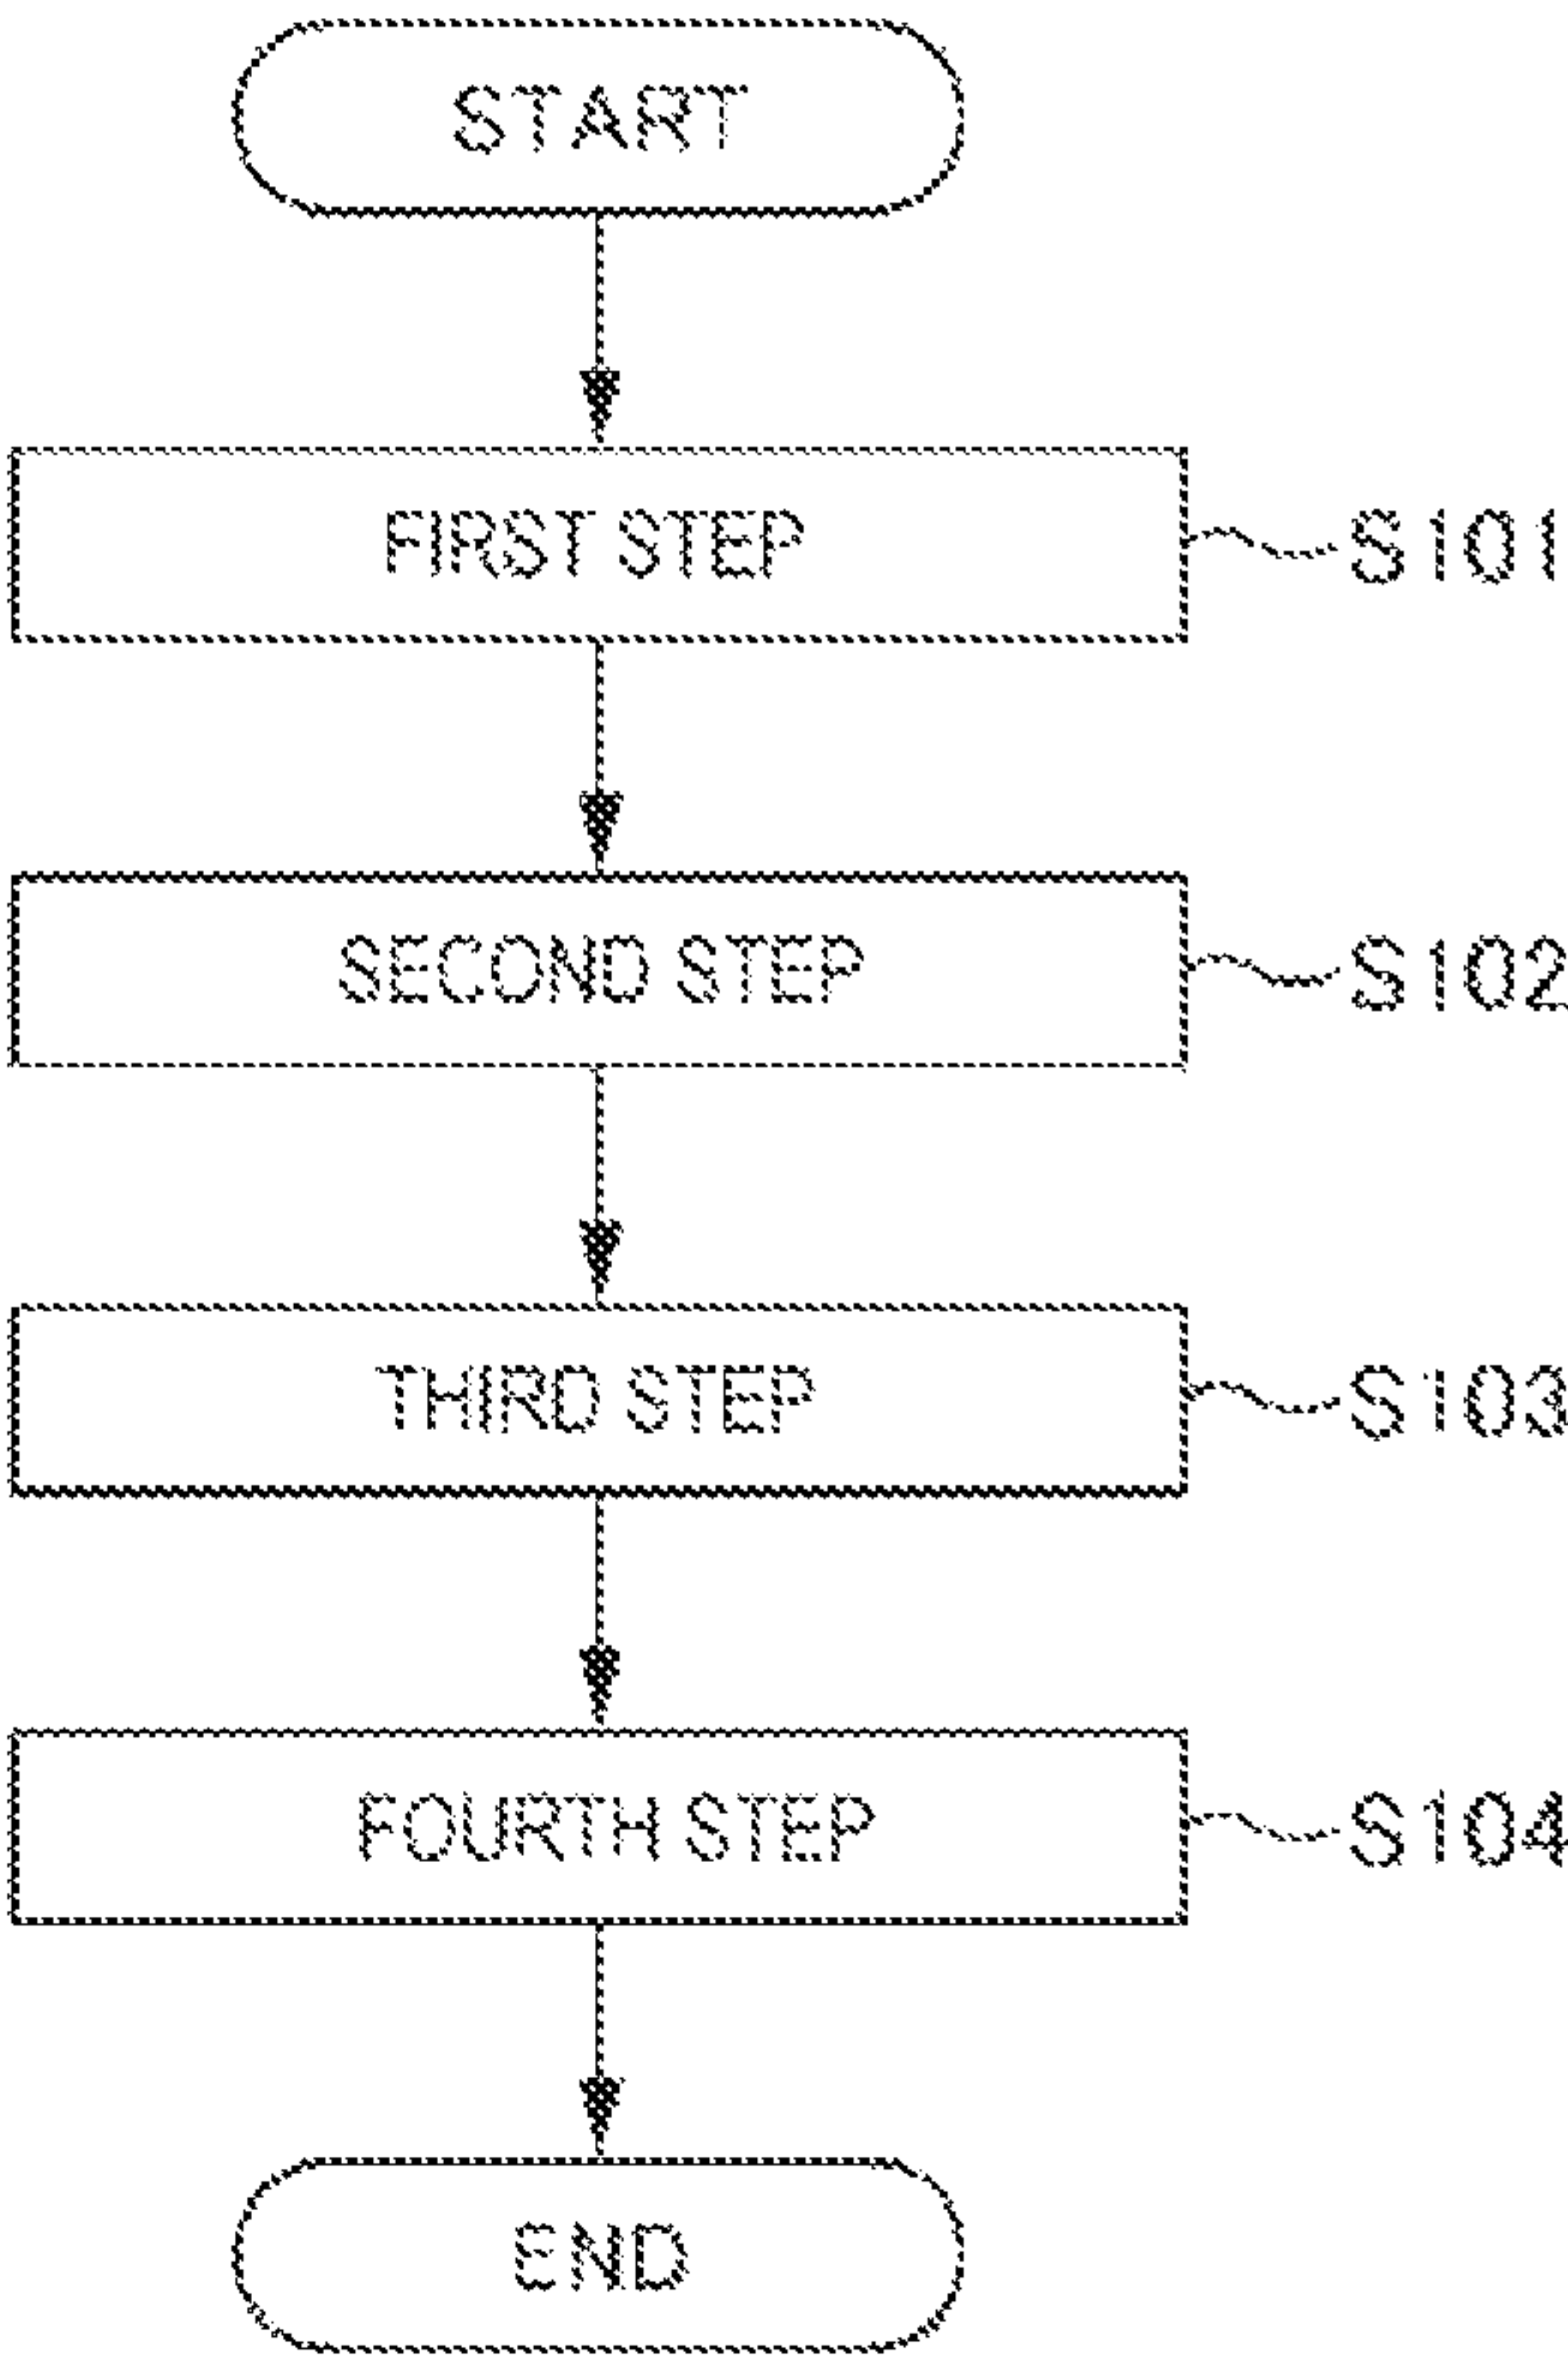 START
FIRST STEP S101
SECOND STEP S102
THIRD STEP S103
FOURTH STEP S104
END